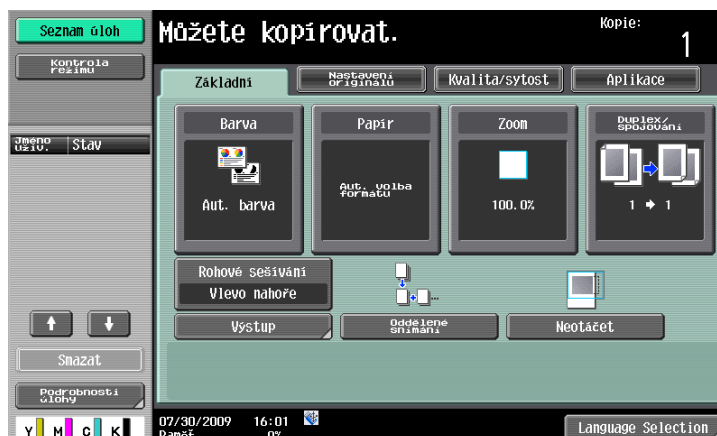 Seznam úloh
Kontrola
režimu
Jméno
uživ.
Stav
Smazat
Podrobnosti
úlohy
Y M C K
Můžete kopírovat.
Kopie:
1
Základní
Nastavení
originálu
Kvalita/sytost
Aplikace
Barva
Aut. barva
Papír
Aut. volba
formátu
Zoom
100.0%
Duplex/
spojování
1 → 1
Rohové sešívání
Vlevo nahoře
Výstup
Oddělené
snímání
Neotáčet
07/30/2009 16:01
Paměť 0%
Language Selection